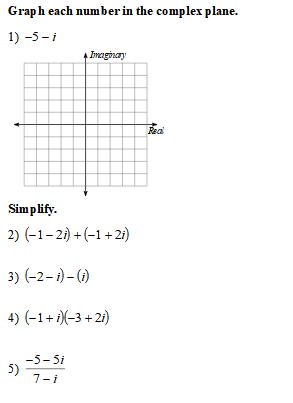 Graph each number in the complex plane.
1) −5 − i
Imaginary
Real
Simplify.
2) (−1 − 2i) + (−1 + 2i)
3) (−2 − i) − (i)
4) (−1 + i)(−3 + 2i)
5) −5 − 5i
7 − i